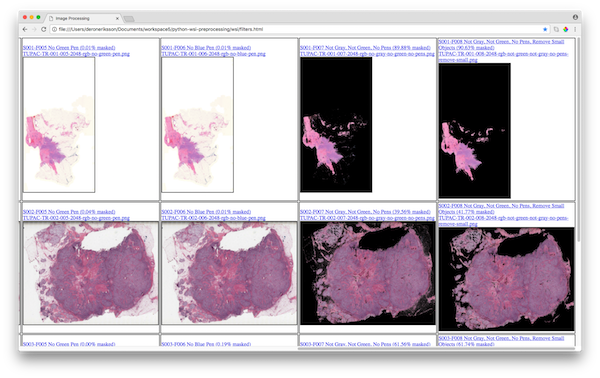 Image Processing
file:///Users/deroneriksson/Documents/workspace5/python-wsi-preprocessing/wsi/filters.html
S001-F005 No Green Pen (0.01% masked)
TUPAC-TR-001-005-2048-rgb-no-green-pen.png
S001-F006 No Blue Pen (0.01% masked)
TUPAC-TR-001-006-2048-rgb-no-blue-pen.png
S001-F007 Not Gray, Not Green, No Pens (89.88% masked)
TUPAC-TR-001-007-2048-rgb-no-gray-no-green-no-pens.png
S001-F008 Not Gray, Not Green, No Pens, Remove Small
Objects (90.63% masked)
TUPAC-TR-001-008-2048-rgb-not-green-not-gray-no-pens-
remove-small.png
S002-F005 No Green Pen (0.04% masked)
TUPAC-TR-002-005-2048-rgb-no-green-pen.png
S002-F006 No Blue Pen (0.01% masked)
TUPAC-TR-002-006-2048-rgb-no-blue-pen.png
S002-F007 Not Gray, Not Green, No Pens (39.56% masked)
TUPAC-TR-002-007-2048-rgb-no-gray-no-green-no-pens.png
S002-F008 Not Gray, Not Green, No Pens, Remove Small
Objects (41.77% masked)
TUPAC-TR-002-008-2048-rgb-not-green-not-gray-no-pens-
remove-small.png
S003-F005 No Green Pen (0.00% masked)
S003-F006 No Blue Pen (0.19% masked)
S003-F007 Not Gray, Not Green, No Pens (61.56% masked)
S003-F008 Not Gray, Not Green, No Pens, Remove Small
Objects (61.74% masked)